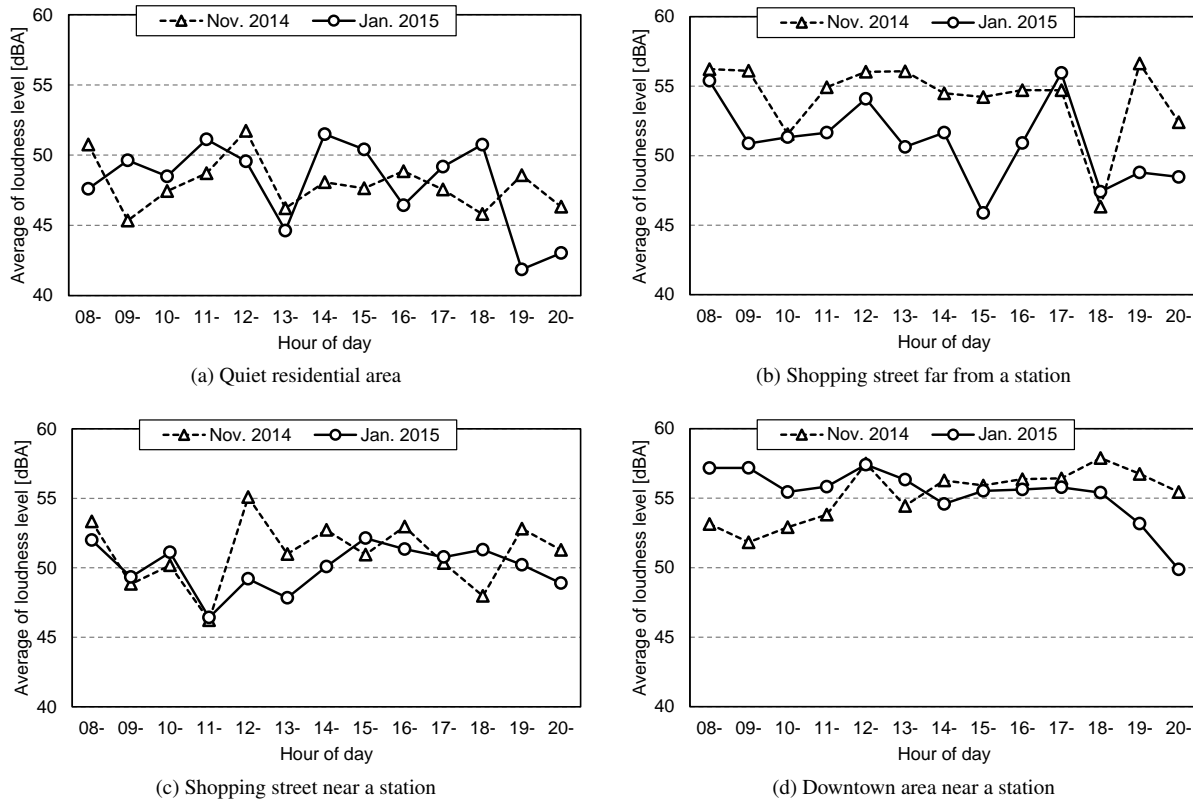 Nov. 2014 Jan. 2015
Average of loudness level [dBA]
60
55
50
45
40
08- 09- 10- 11- 12- 13- 14- 15- 16- 17- 18- 19- 20-
Hour of day
(a) Quiet residential area
Nov. 2014 Jan. 2015
Average of loudness level [dBA]
60
55
50
45
40
08- 09- 10- 11- 12- 13- 14- 15- 16- 17- 18- 19- 20-
Hour of day
(b) Shopping street far from a station
Nov. 2014 Jan. 2015
Average of loudness level [dBA]
60
55
50
45
40
08- 09- 10- 11- 12- 13- 14- 15- 16- 17- 18- 19- 20-
Hour of day
(c) Shopping street near a station
Nov. 2014 Jan. 2015
Average of loudness level [dBA]
60
55
50
45
40
08- 09- 10- 11- 12- 13- 14- 15- 16- 17- 18- 19- 20-
Hour of day
(d) Downtown area near a station